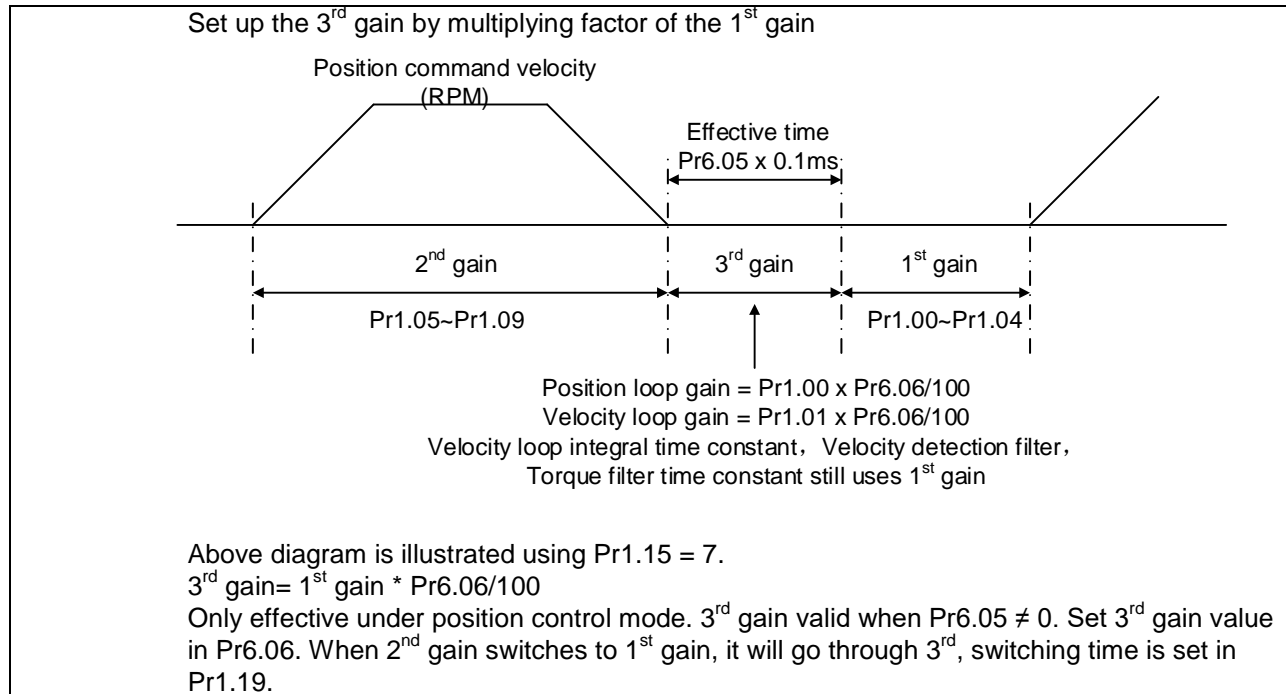 Set up the 3rd gain by multiplying factor of the 1st gain
Position command velocity
(RPM)
Effective time
Pr6.05 x 0.1ms
2nd gain
3rd gain
1st gain
Pr1.05~Pr1.09
Pr1.00~Pr1.04
Position loop gain = Pr1.00 x Pr6.06/100
Velocity loop gain = Pr1.01 x Pr6.06/100
Velocity loop integral time constant，Velocity detection filter，
Torque filter time constant still uses 1st gain
Above diagram is illustrated using Pr1.15 = 7.
3rd gain= 1st gain * Pr6.06/100
Only effective under position control mode. 3rd gain valid when Pr6.05 ≠ 0. Set 3rd gain value
in Pr6.06. When 2nd gain switches to 1st gain, it will go through 3rd, switching time is set in
Pr1.19.